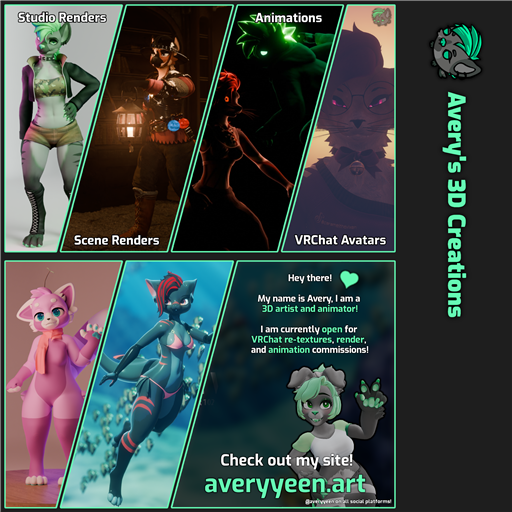 Studio Renders
Animations
Scene Renders
VRChat Avatars
Avery's 3D Creations
Hey there!
My name is Avery, I am a
3D artist and animator!
I am currently open for
VRChat re-textures, render,
and animation commissions!
Check out my site!
averyyeen.art
@averyyeen on all social platforms!